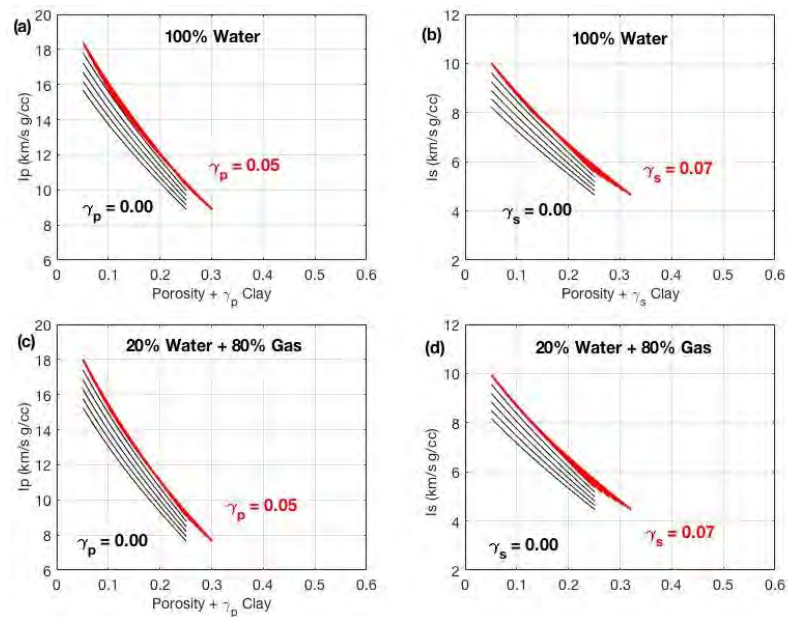 (a)
100% Water
Ip (km/s g/cc)
20
18
16
14
12
10
8
6
γp = 0.05
γp = 0.00
0 0.1 0.2 0.3 0.4 0.5 0.6
Porosity + γp Clay
(b)
100% Water
Is (km/s g/cc)
12
10
8
6
4
2
γs = 0.07
γs = 0.00
0 0.1 0.2 0.3 0.4 0.5 0.6
Porosity + γs Clay
(c)
20% Water + 80% Gas
Ip (km/s g/cc)
20
18
16
14
12
10
8
6
γp = 0.05
γp = 0.00
0 0.1 0.2 0.3 0.4 0.5 0.6
Porosity + γp Clay
(d)
20% Water + 80% Gas
Is (km/s g/cc)
12
10
8
6
4
2
γs = 0.07
γs = 0.00
0 0.1 0.2 0.3 0.4 0.5 0.6
Porosity + γs Clay